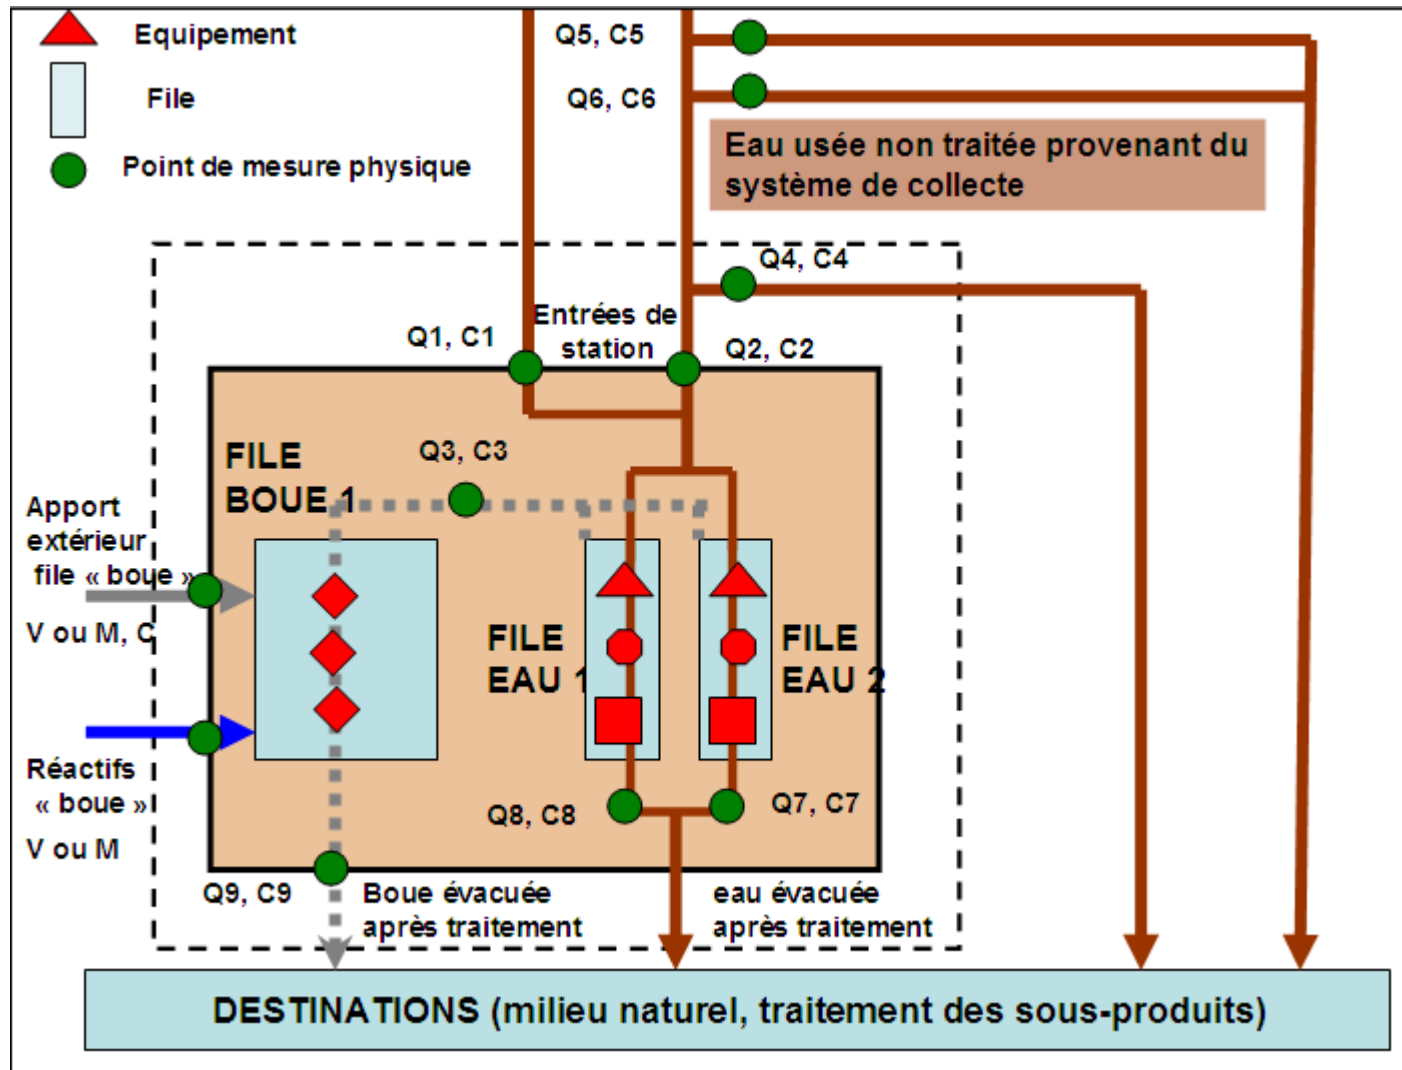 Equipement
File
Point de mesure physique
Q5, C5
Q6, C6
Eau usée non traitée provenant du
système de collecte
Q4, C4
Entrées de
station
Q1, C1
Q2, C2
FILE
BOUE 1
Q3, C3
Apport
extérieur
file « boue »
V ou M, C
FILE
EAU 1
FILE
EAU 2
Réactifs
« boue »
V ou M
Q8, C8
Q7, C7
Q9, C9
Boue évacuée
après traitement
eau évacuée
après traitement
DESTINATIONS (milieu naturel, traitement des sous-produits)